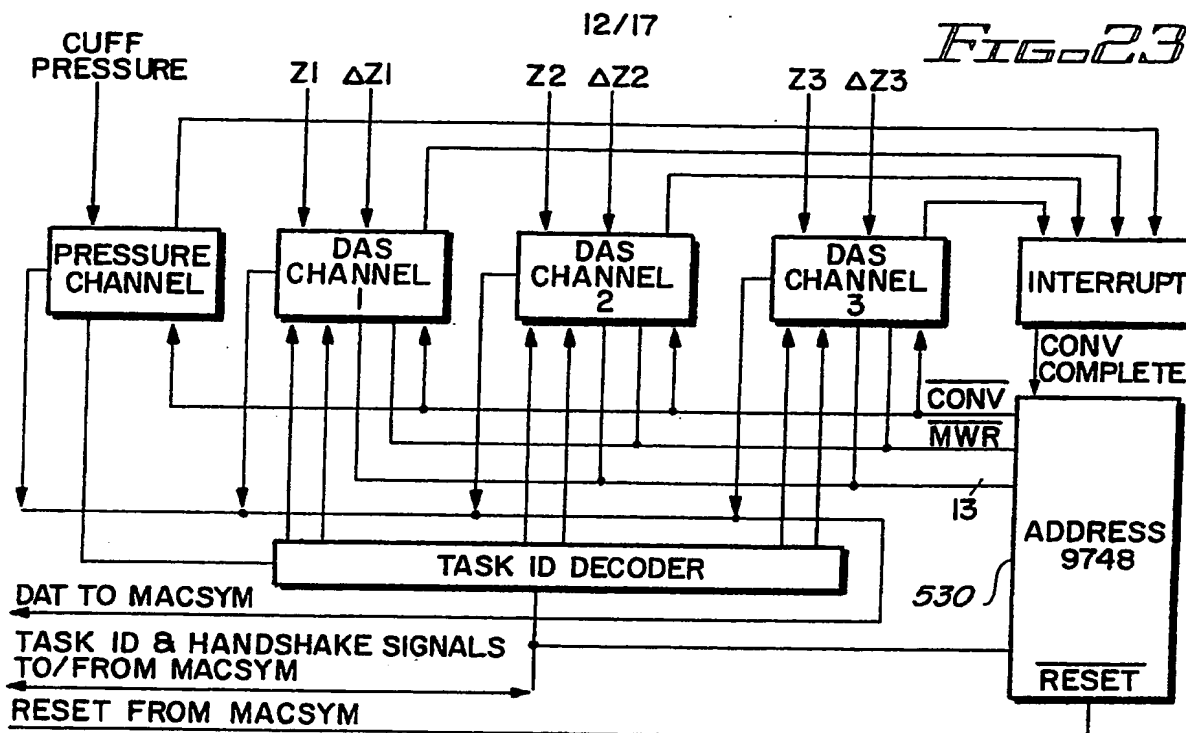 12/17
FIG.23
CUFF
PRESSURE
Z1 ΔZ1
Z2 ΔZ2
Z3 ΔZ3
PRESSURE
CHANNEL
DAS
CHANNEL
1
DAS
CHANNEL
2
DAS
CHANNEL
3
INTERRUPT
CONV
COMPLETE
CONV
MWR
13
ADDRESS
9748
530
TASK ID DECODER
DAT TO MACSYM
TASK ID & HANDSHAKE SIGNALS
TO/FROM MACSYM
RESET
RESET FROM MACSYM